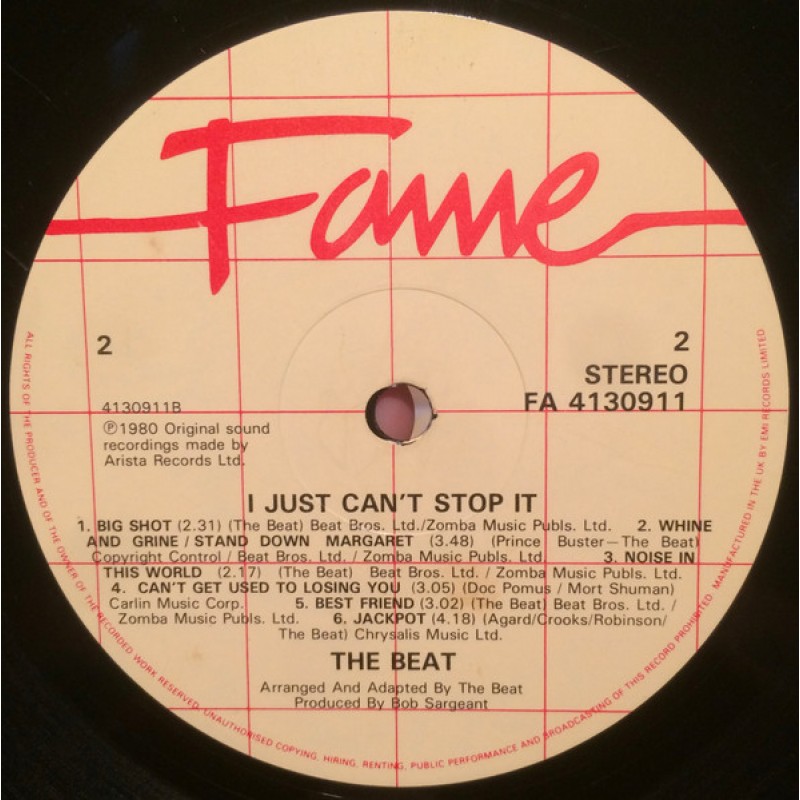 Fame
2
2
STEREO
FA 4130911
4130911B
℗1980 Original sound
recordings made by
Arista Records Ltd.
I JUST CAN'T STOP IT
1. BIG SHOT (2.31) (The Beat) Beat Bros. Ltd./Zomba Music Publs. Ltd. 2. WHINE
AND GRINE / STAND DOWN MARGARET (3.48) (Prince Buster—The Beat)
Copyright Control / Beat Bros. Ltd. / Zomba Music Publs. Ltd. 3. NOISE IN
THIS WORLD (2.17) (The Beat) Beat Bros. Ltd. / Zomba Music Publs. Ltd.
4. CAN'T GET USED TO LOSING YOU (3.05) (Doc Pomus / Mort Shuman)
Carlin Music Corp. 5. BEST FRIEND (3.02) (The Beat) Beat Bros. Ltd. /
Zomba Music Publs. Ltd. 6. JACKPOT (4.18) (Agard/Crooks/Robinson/
The Beat) Chrysalis Music Ltd.
THE BEAT
Arranged And Adapted By The Beat
Produced By Bob Sargeant
ALL RIGHTS OF THE PRODUCER AND OF THE OWNER OF THE RECORDED WORK RESERVED. UNAUTHORISED COPYING, HIRING, RENTING, PUBLIC PERFORMANCE AND BROADCASTING OF THIS RECORD PROHIBITED. MANUFACTURED IN THE UK BY EMI RECORDS LIMITED